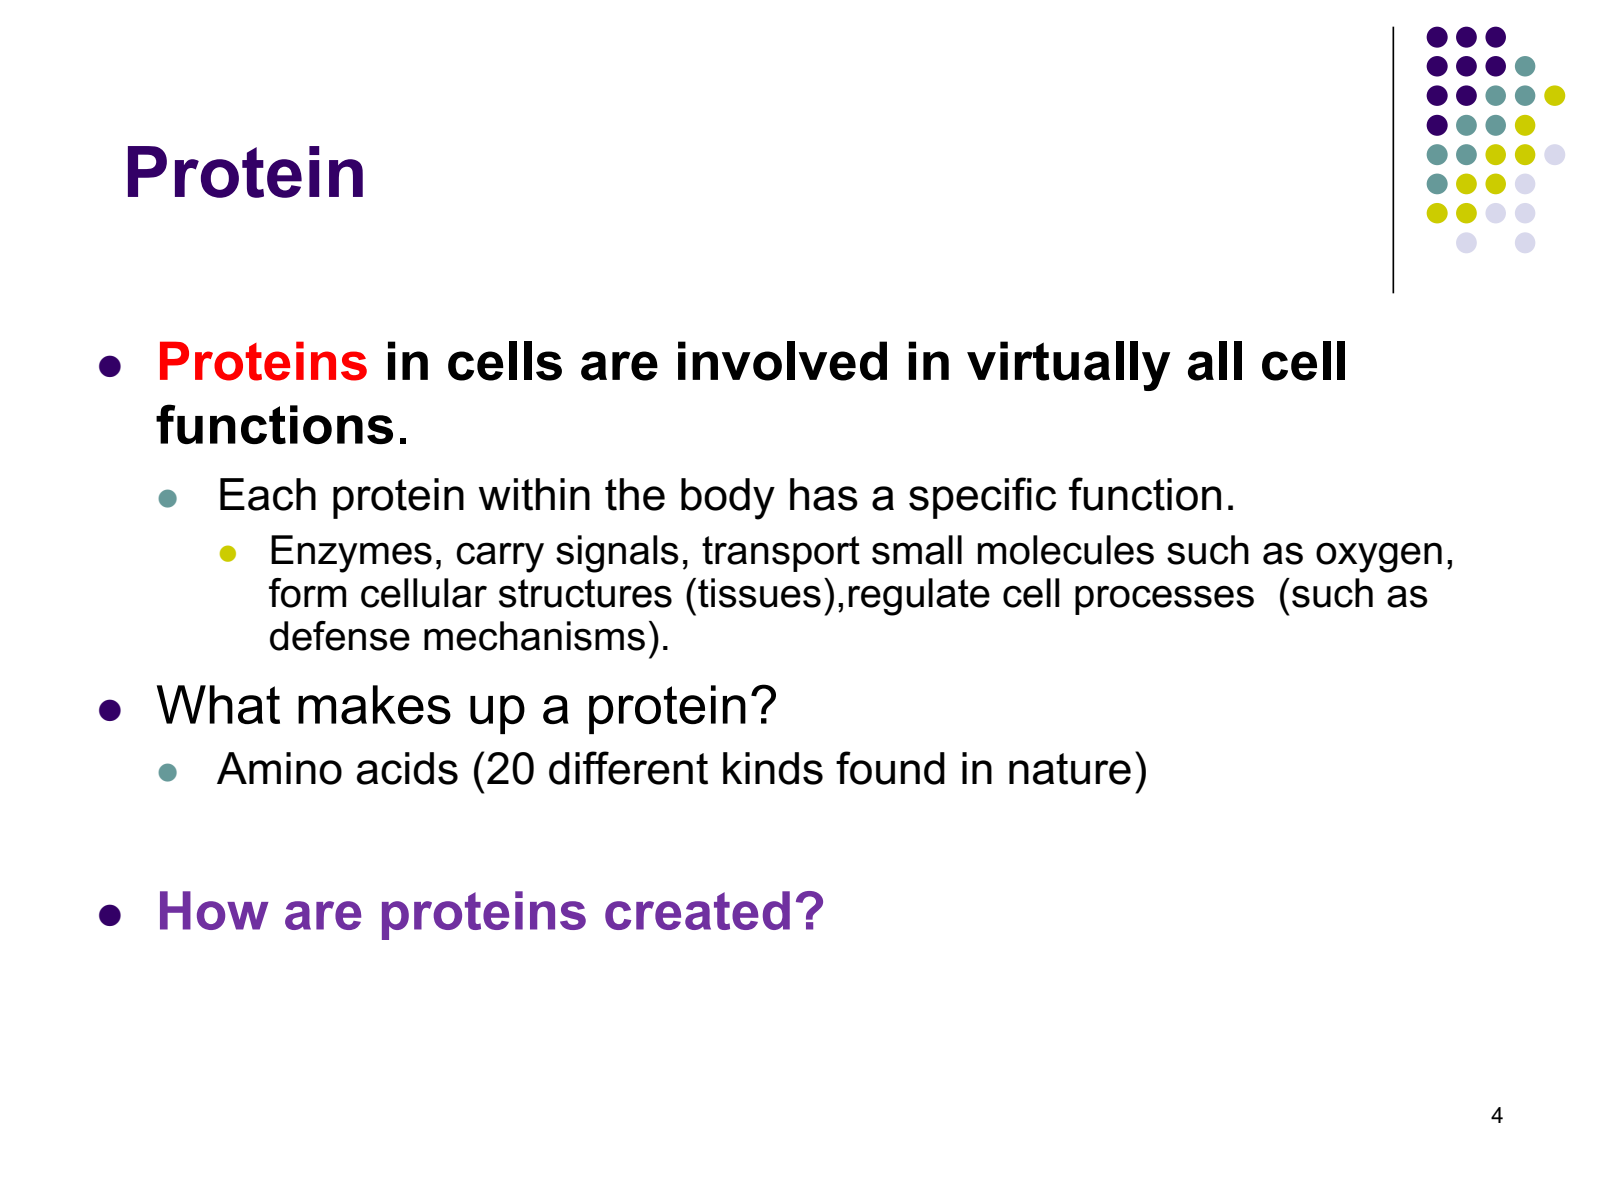 Protein
Proteins in cells are involved in virtually all cell
functions.
Each protein within the body has a specific function.
Enzymes, carry signals, transport small molecules such as oxygen,
form cellular structures (tissues),regulate cell processes  (such as
defense mechanisms).
What makes up a protein?
Amino acids (20 different kinds found in nature)
How are proteins created?
4